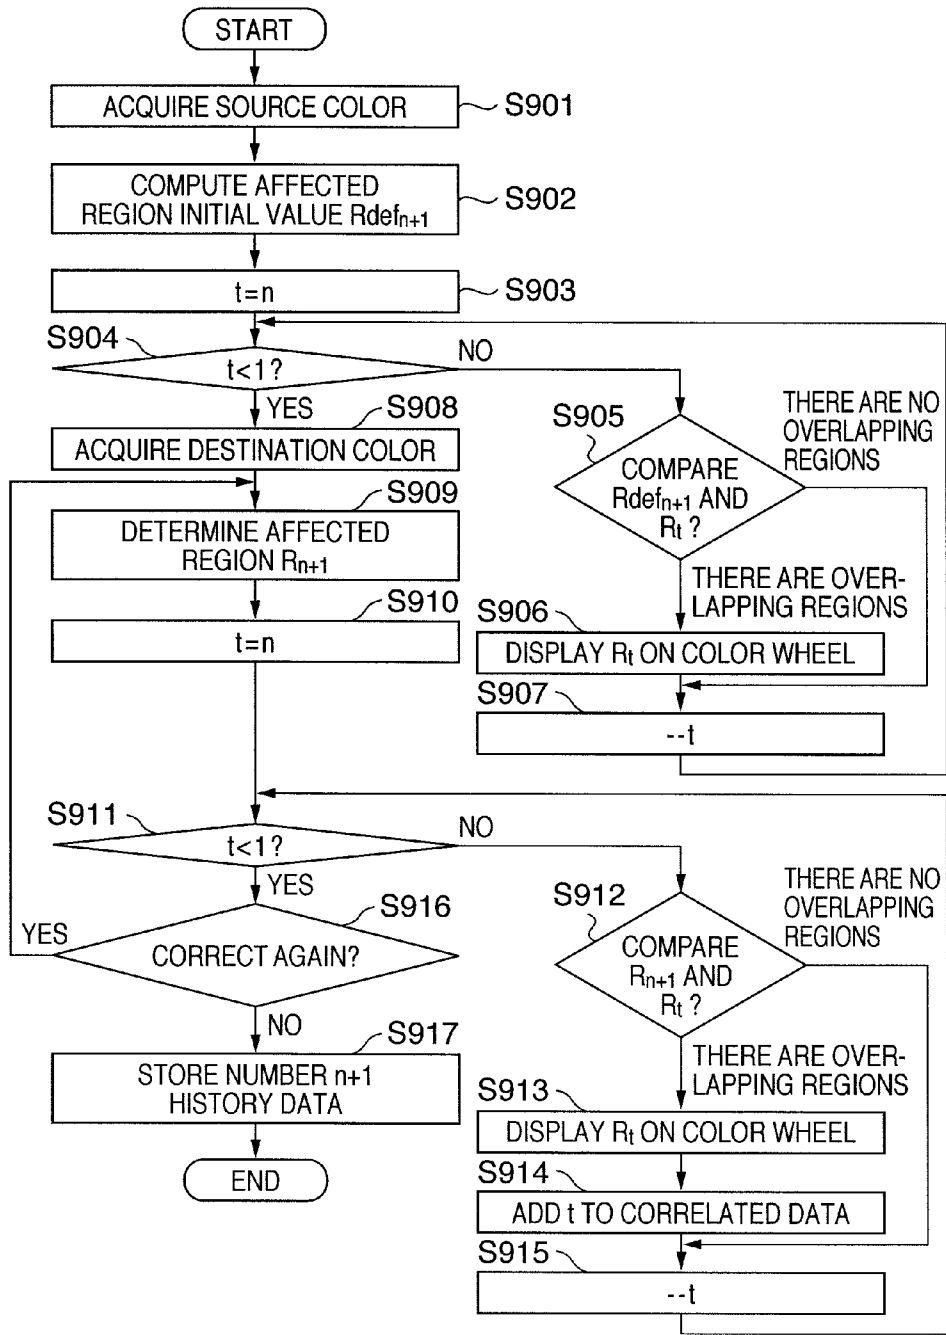 START
ACQUIRE SOURCE COLOR
S901
COMPUTE AFFECTED
REGION INITIAL VALUE Rdefn+1
S902
t=n
S903
S904
t<1?
NO
YES
S905
COMPARE
Rdefn+1 AND
Rt ?
THERE ARE NO
OVERLAPPING
REGIONS
THERE ARE OVER-
LAPPING REGIONS
S906
DISPLAY Rt ON COLOR WHEEL
S907
--t
S908
ACQUIRE DESTINATION COLOR
S909
DETERMINE AFFECTED
REGION Rn+1
S910
t=n
S911
t<1?
NO
YES
S912
COMPARE
Rn+1 AND
Rt ?
THERE ARE NO
OVERLAPPING
REGIONS
THERE ARE OVER-
LAPPING REGIONS
S913
DISPLAY Rt ON COLOR WHEEL
S914
ADD t TO CORRELATED DATA
S915
--t
S916
YES
CORRECT AGAIN?
NO
S917
STORE NUMBER n+1
HISTORY DATA
END